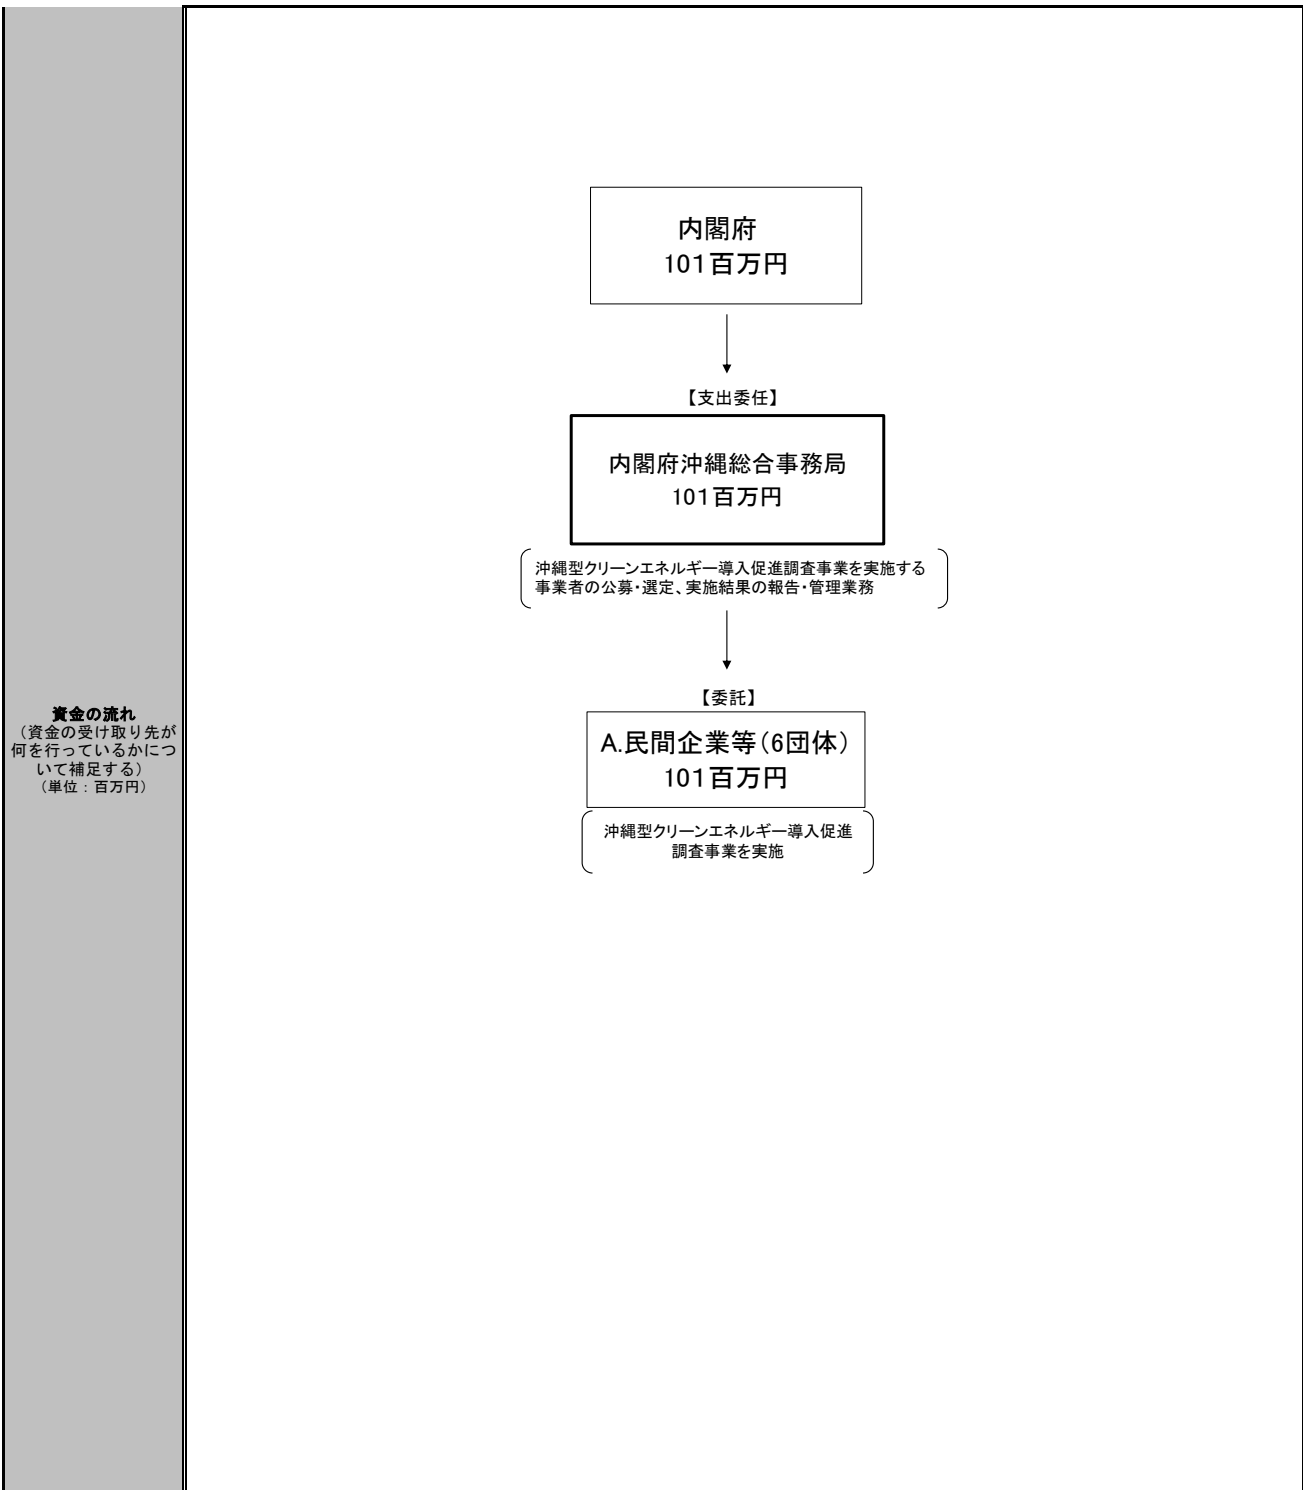 資金の流れ
（資金の受け取り先が
何を行っているかにつ
いて補足する）
（単位：百万円）
内閣府
101百万円
【支出委任】
内閣府沖縄総合事務局
101百万円
沖縄型クリーンエネルギー導入促進調査事業を実施する
事業者の公募・選定、実施結果の報告・管理業務
【委託】
A.民間企業等（6団体）
101百万円
沖縄型クリーンエネルギー導入促進
調査事業を実施